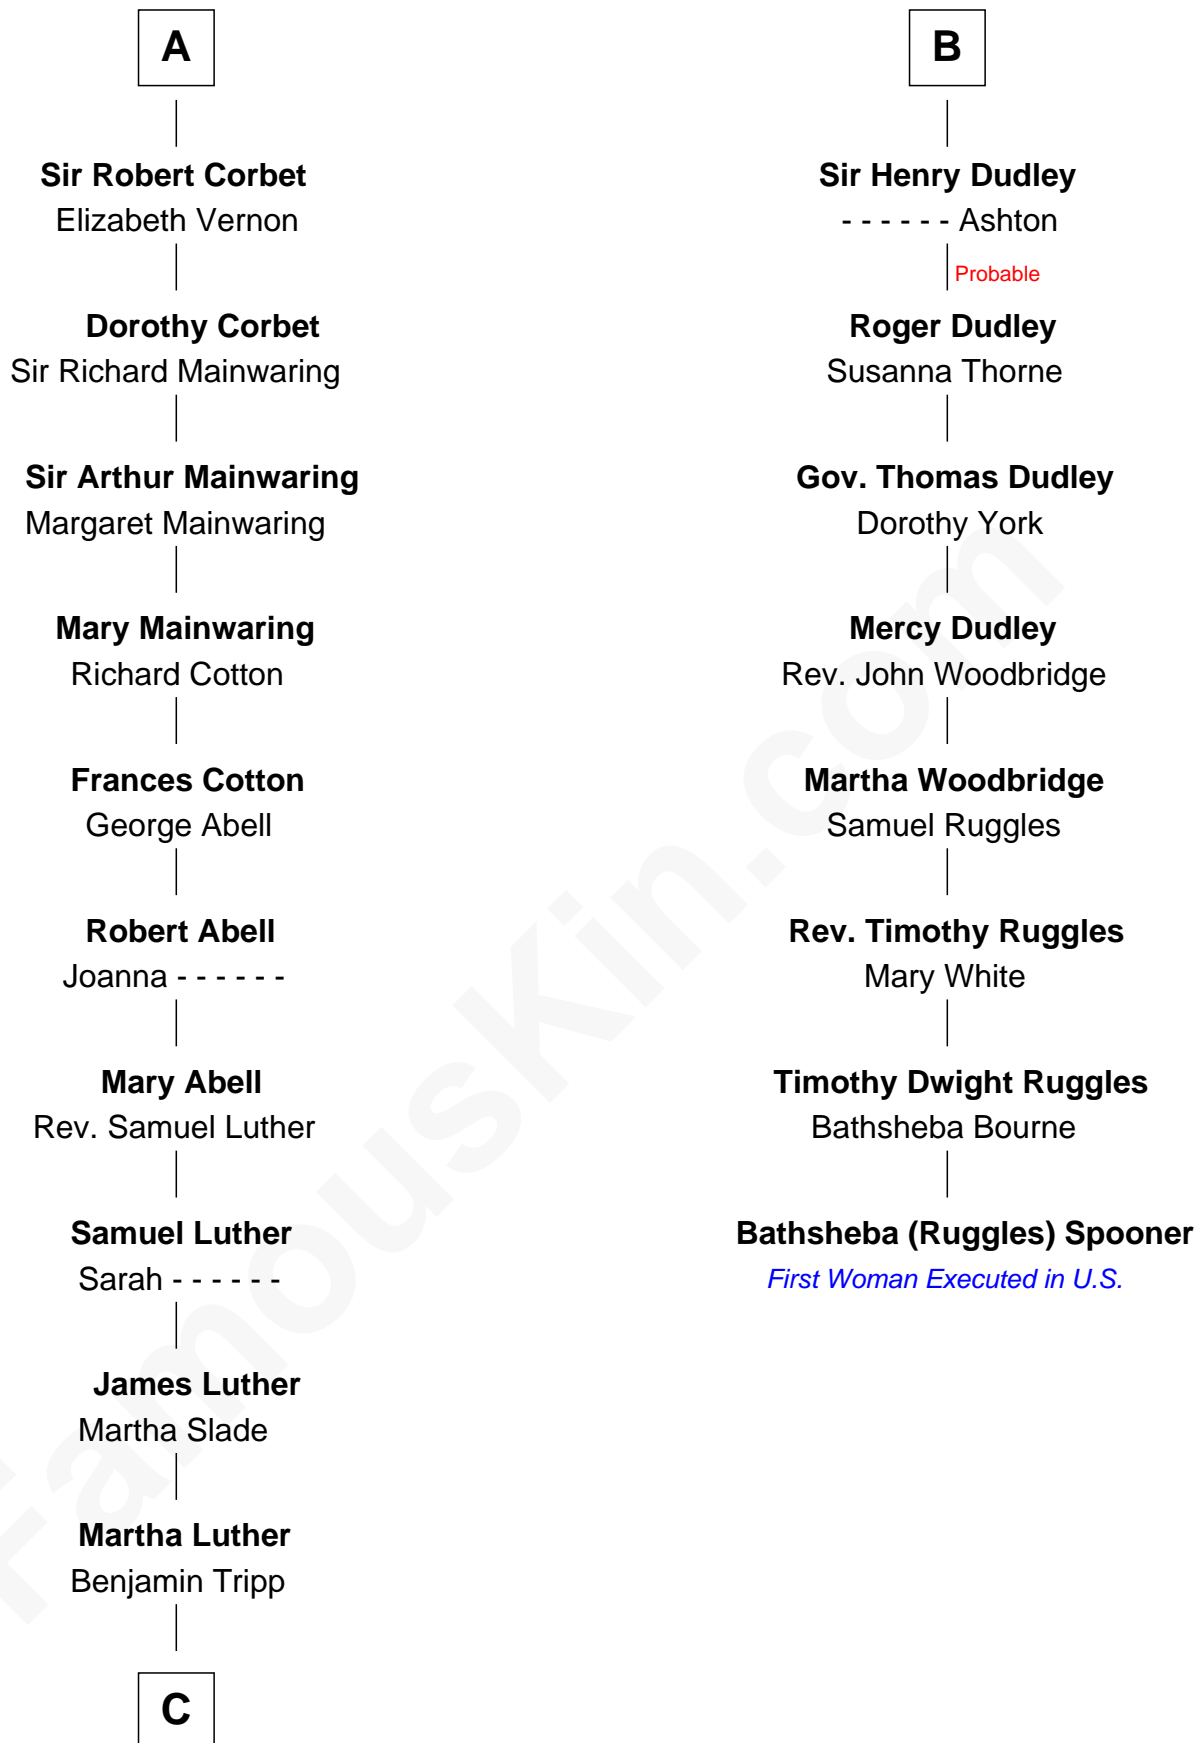 A
Sir Robert Corbet
Elizabeth Vernon
Dorothy Corbet
Sir Richard Mainwaring
Sir Arthur Mainwaring
Margaret Mainwaring
Mary Mainwaring
Richard Cotton
Frances Cotton
George Abell
Robert Abell
Joanna - - - - - -
Mary Abell
Rev. Samuel Luther
Samuel Luther
Sarah - - - - - -
James Luther
Martha Slade
Martha Luther
Benjamin Tripp
C
B
Sir Henry Dudley
- - - - - - Ashton
Probable
Roger Dudley
Susanna Thorne
Gov. Thomas Dudley
Dorothy York
Mercy Dudley
Rev. John Woodbridge
Martha Woodbridge
Samuel Ruggles
Rev. Timothy Ruggles
Mary White
Timothy Dwight Ruggles
Bathsheba Bourne
Bathsheba (Ruggles) Spooner
First Woman Executed in U.S.
FamousKin.com